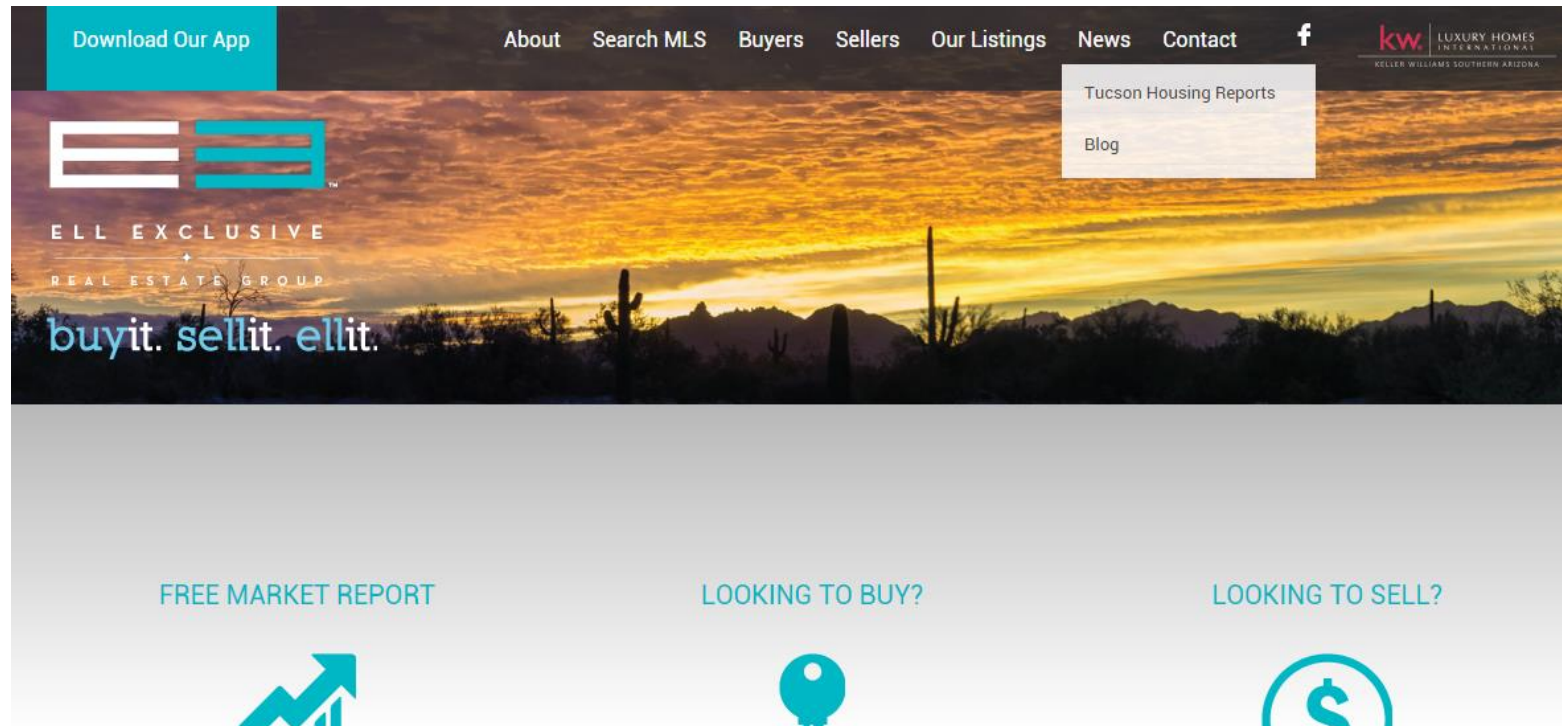 Download Our App
About Search MLS Buyers Sellers Our Listings News Contact f
kw. LUXURY HOMES
INTERNATIONAL
KELLER WILLIAMS SOUTHERN ARIZONA
Tucson Housing Reports
Blog
ELL EXCLUSIVE
REAL ESTATE GROUP
buyit. sellit. ellit.
FREE MARKET REPORT
LOOKING TO BUY?
LOOKING TO SELL?
$